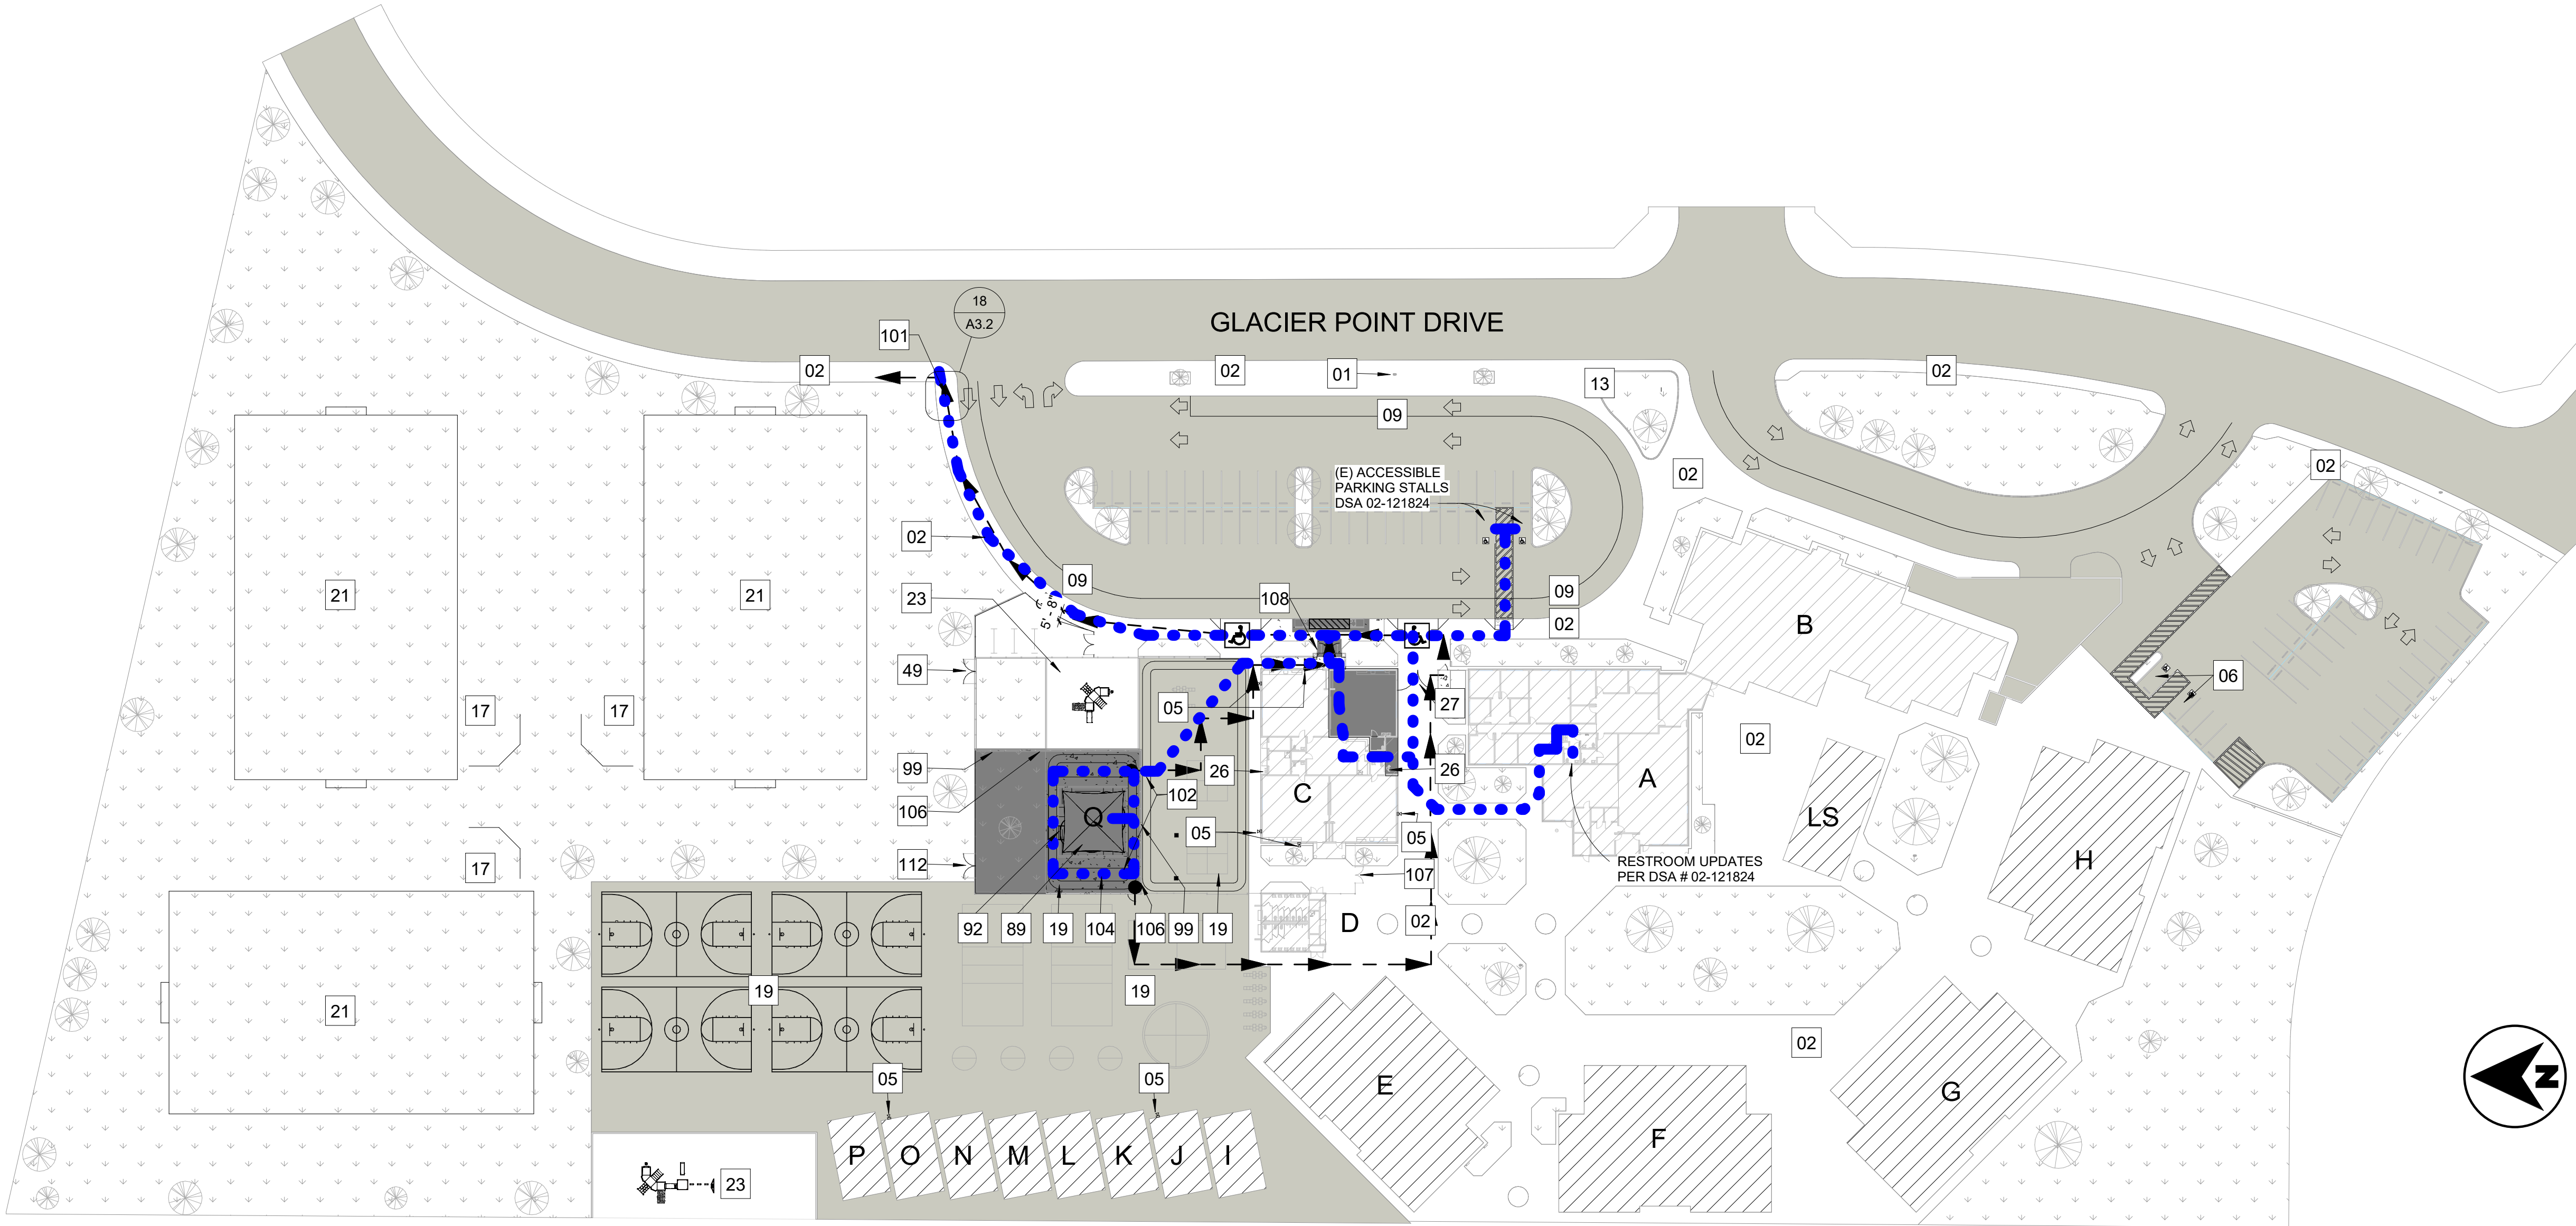 18
A3.2
101
02
GLACIER POINT DRIVE
02
01
13
02
09
(E) ACCESSIBLE
PARKING STALLS
DSA 02-121824
02
02
02
09
09
23
5' - 8"
108
02
21
21
B
49
06
05
27
17
17
02
99
26
26
102
106
Q
C
A
LS
05
05
112
RESTROOM UPDATES
PER DSA # 02-121824
H
17
107
02
92
89
19
104
106
99
19
D
19
19
21
02
05
05
E
G
F
P
O
N
M
L
K
J
I
23
N